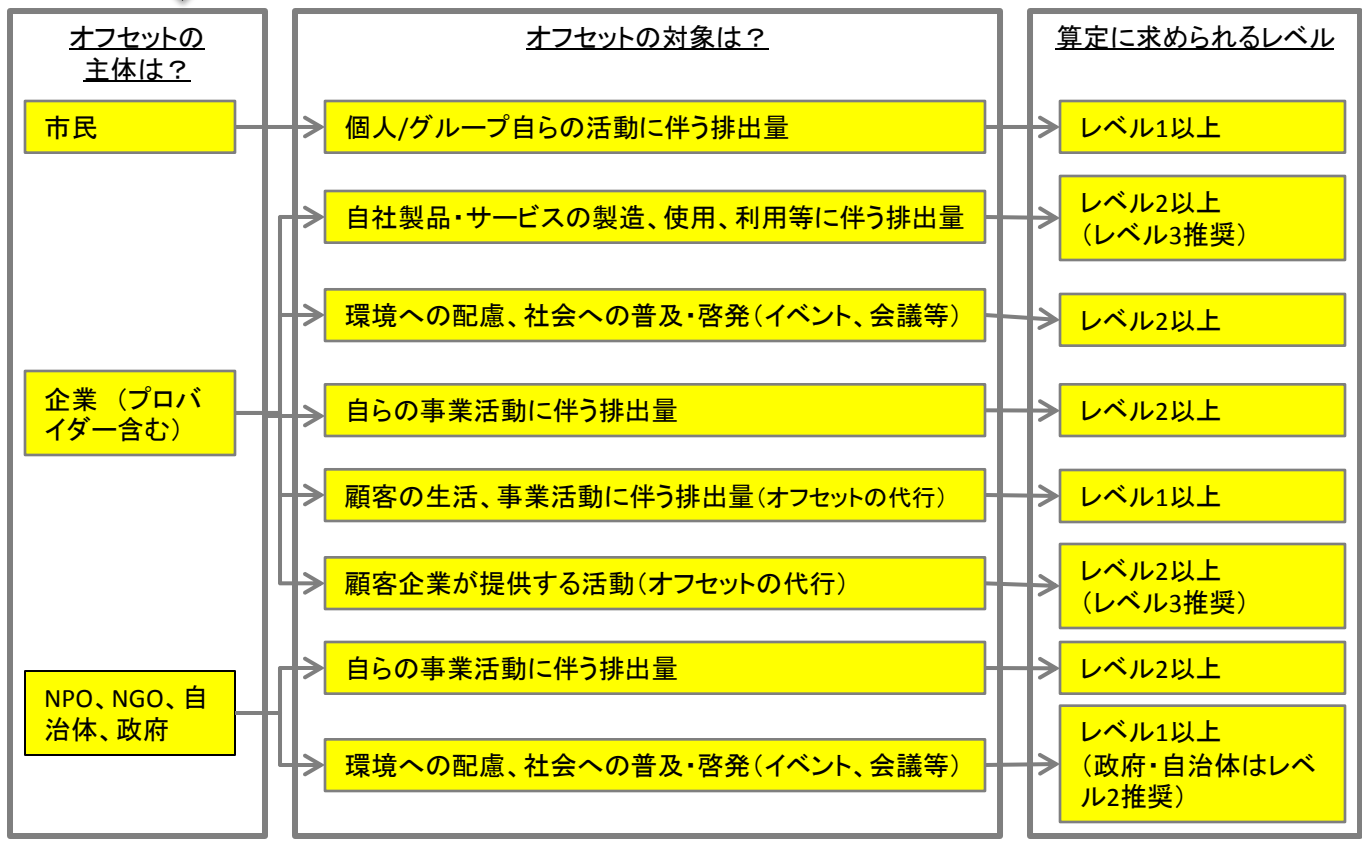 オフセットの
主体は？
市民
企業　（プロバ
イダー含む）
NPO、NGO、自
治体、政府
オフセットの対象は？
個人/グループ自らの活動に伴う排出量
自社製品・サービスの製造、使用、利用等に伴う排出量
環境への配慮、社会への普及・啓発（イベント、会議等）
自らの事業活動に伴う排出量
顧客の生活、事業活動に伴う排出量（オフセットの代行）
顧客企業が提供する活動（オフセットの代行）
自らの事業活動に伴う排出量
環境への配慮、社会への普及・啓発（イベント、会議等）
算定に求められるレベル
レベル1以上
レベル2以上
（レベル3推奨）
レベル2以上
レベル2以上
レベル1以上
レベル2以上
（レベル3推奨）
レベル2以上
レベル1以上
（政府・自治体はレベ
ル2推奨）